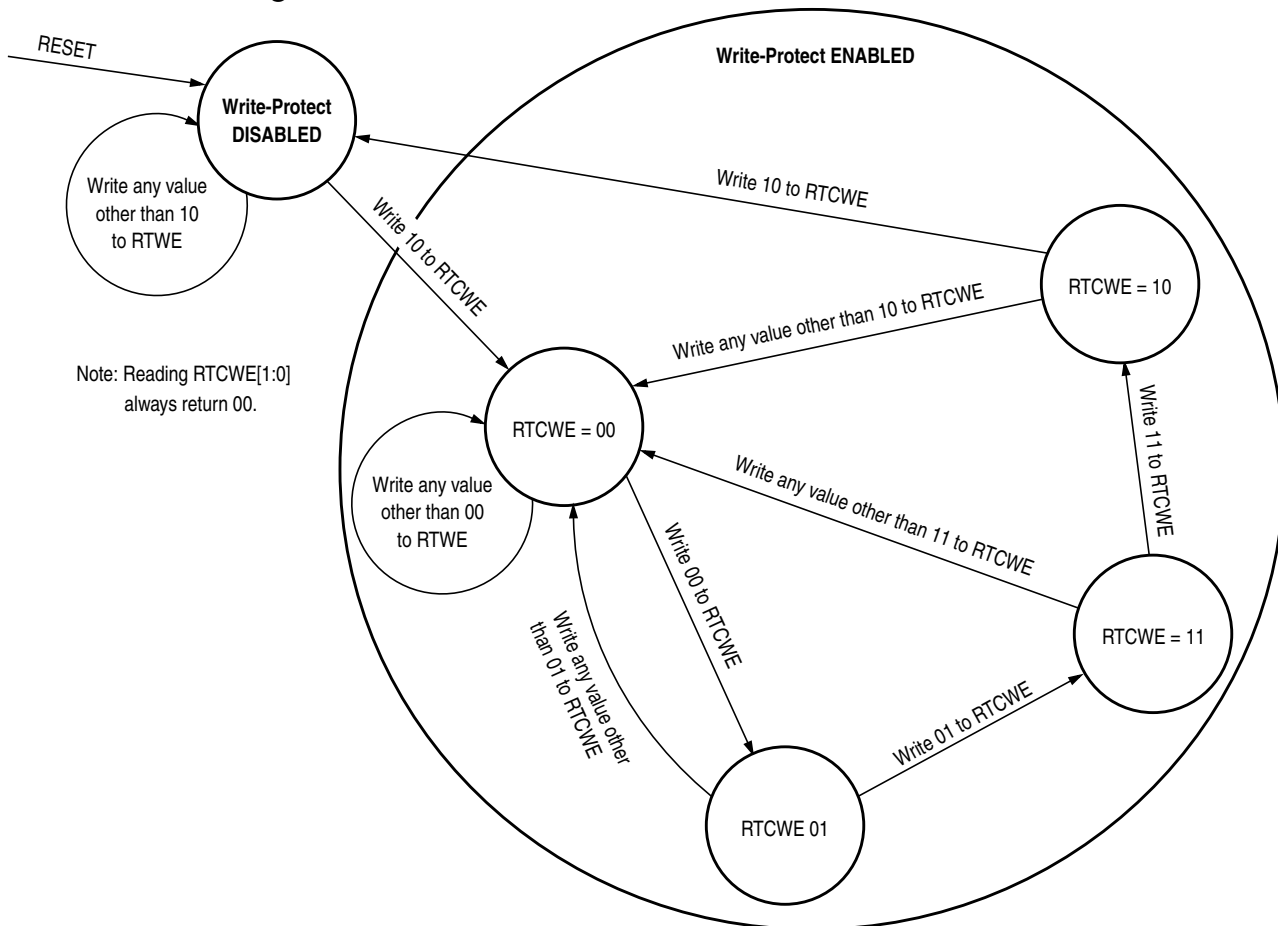 RESET
Write-Protect ENABLED
Write-Protect
DISABLED
Write any value
other than 10
to RTWE
Write 10 to RTCWE
Write 10 to RTCWE
RTCWE = 10
Write any value other than 10 to RTCWE
Note: Reading RTCWE[1:0]
always return 00.
RTCWE = 00
Write 11 to RTCWE
Write any value other than 11 to RTCWE
Write any value
other than 00
to RTWE
Write 00 to RTCWE
RTCWE = 11
Write any value other
than 01 to RTCWE
Write 01 to RTCWE
RTCWE 01